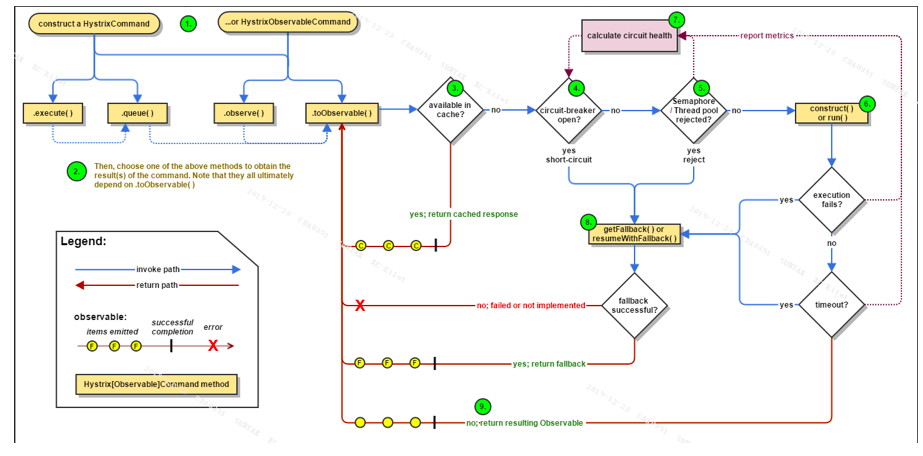 construct a HystrixCommand
1.
...or HystrixObservableCommand
7.
calculate circuit health
report metrics
.execute( )
.queue( )
.observe( )
.toObservable( )
3.
available in
cache?
no
4.
circuit-breaker
open?
no
5.
Semaphore
/ Thread pool
rejected?
no
6.
construct( )
or run( )
yes
short-circuit
yes
reject
2.
Then, choose one of the above methods to obtain the
result(s) of the command. Note that they all ultimately
depend on .toObservable( )
yes
execution
fails?
yes; return cached response
C C C
8.
getFallback( ) or
resumeWithFallback( )
no
Legend:
invoke path
return path
observable:
items emitted
successful
completion
error
F F F
X
Hystrix[Observable]Command method
X
no; failed or not implemented
fallback
successful?
yes
timeout?
F F F
yes; return fallback
9.
no; return resulting Observable